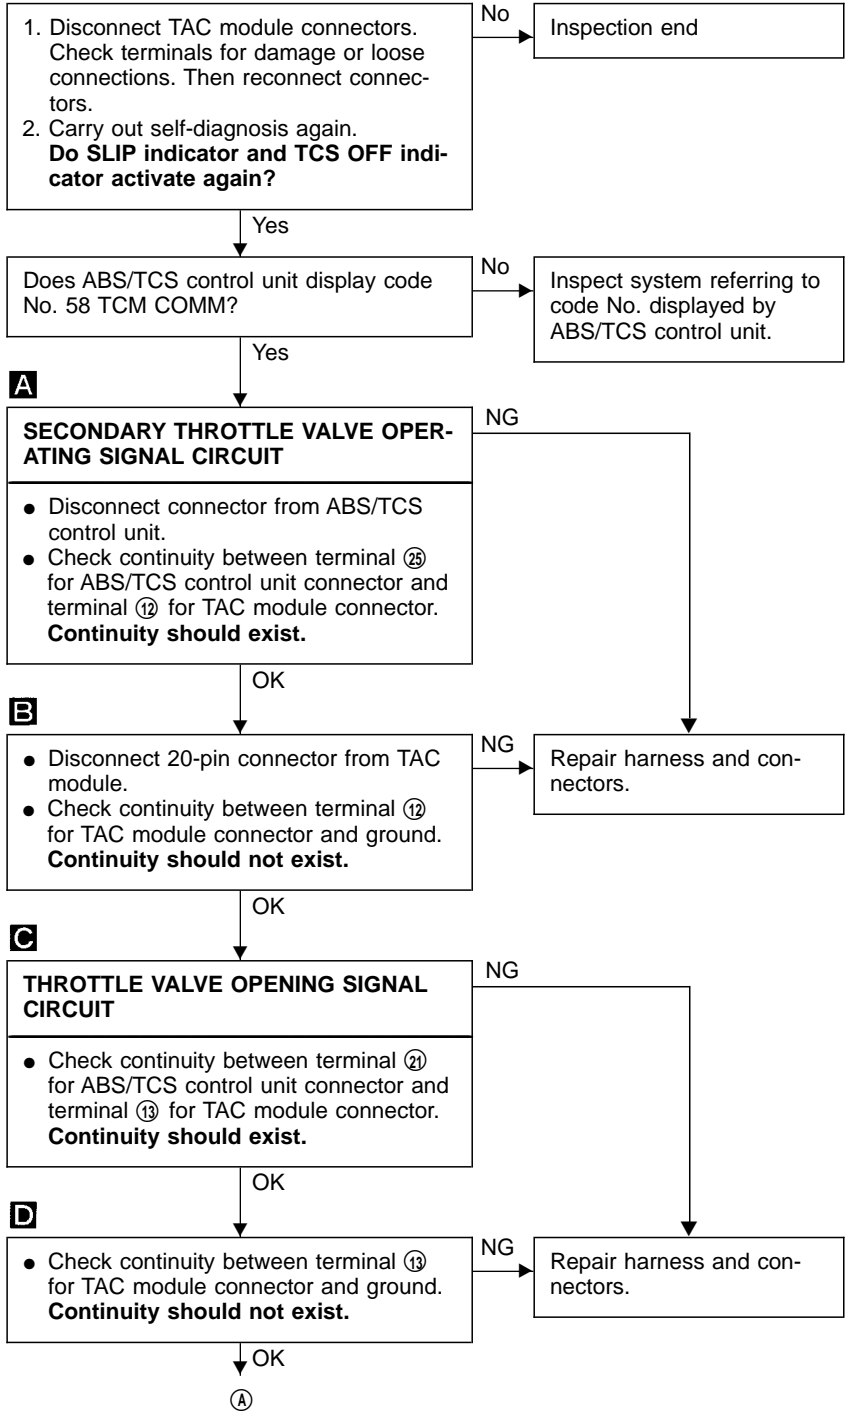 1. Disconnect TAC module connectors.
Check terminals for damage or loose
connections. Then reconnect connec-
tors.
2. Carry out self-diagnosis again.
Do SLIP indicator and TCS OFF indi-
cator activate again?
No
Inspection end
Yes
Does ABS/TCS control unit display code
No. 58 TCM COMM?
No
Inspect system referring to
code No. displayed by
ABS/TCS control unit.
Yes
A
SECONDARY THROTTLE VALVE OPER-
ATING SIGNAL CIRCUIT
NG
● Disconnect connector from ABS/TCS
control unit.
● Check continuity between terminal ㉕
for ABS/TCS control unit connector and
terminal ⑫ for TAC module connector.
Continuity should exist.
OK
B
● Disconnect 20-pin connector from TAC
module.
● Check continuity between terminal ⑫
for TAC module connector and ground.
Continuity should not exist.
NG
Repair harness and con-
nectors.
OK
C
THROTTLE VALVE OPENING SIGNAL
CIRCUIT
NG
● Check continuity between terminal ㉑
for ABS/TCS control unit connector and
terminal ⑬ for TAC module connector.
Continuity should exist.
OK
D
● Check continuity between terminal ⑬
for TAC module connector and ground.
Continuity should not exist.
NG
Repair harness and con-
nectors.
OK
Ⓐ